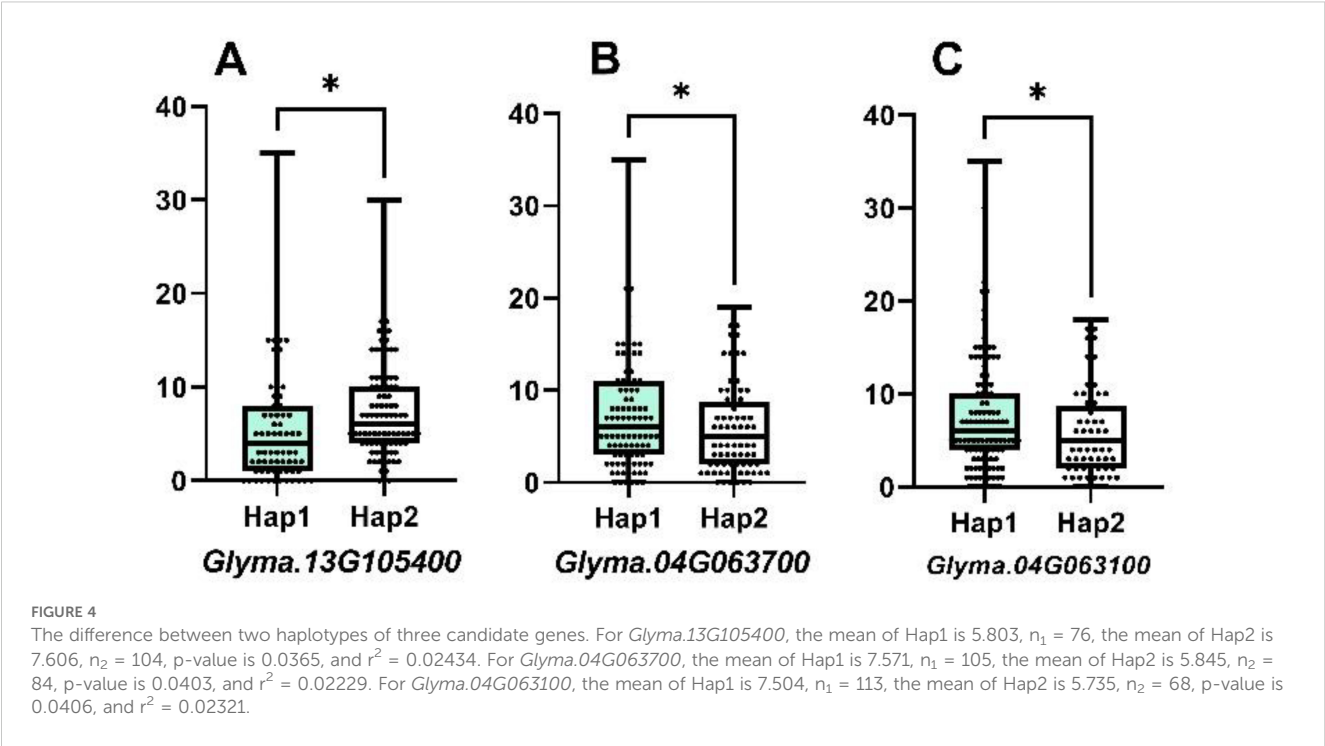 A
B
C
*
*
*
40
30
20
10
0
40
30
20
10
0
40
30
20
10
0
Hap1 Hap2
Hap1 Hap2
Hap1 Hap2
Glyma.13G105400
Glyma.04G063700
Glyma.04G063100
FIGURE 4
The difference between two haplotypes of three candidate genes. For Glyma.13G105400, the mean of Hap1 is 5.803, n₁ = 76, the mean of Hap2 is
7.606, n₂ = 104, p-value is 0.0365, and r² = 0.02434. For Glyma.04G063700, the mean of Hap1 is 7.571, n₁ = 105, the mean of Hap2 is 5.845, n₂ =
84, p-value is 0.0403, and r² = 0.02229. For Glyma.04G063100, the mean of Hap1 is 7.504, n₁ = 113, the mean of Hap2 is 5.735, n₂ = 68, p-value is
0.0406, and r² = 0.02321.